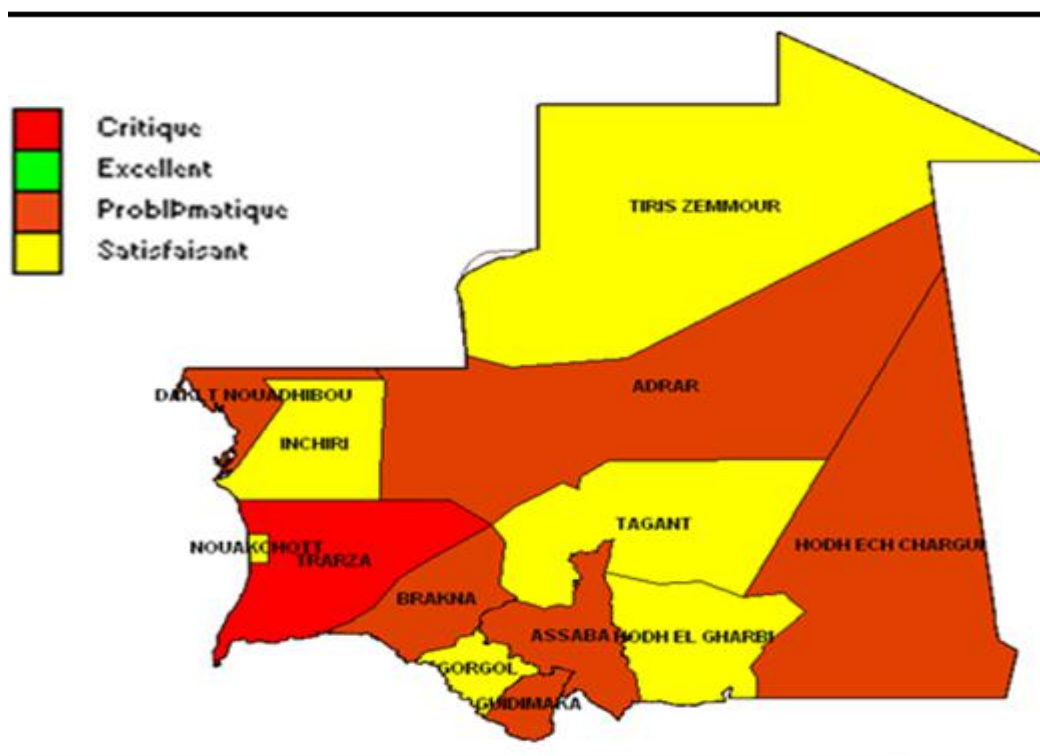 Critique
Excellent
ProblÞmatique
Satisfaisant
TIRIS ZEMMOUR
ADRAR
DAKLT NOUADHIBOU
INCHIRI
TAGANT
NOUAKCHOTT
TRARZA
HODH ECH CHARGUI
BRAKNA
ASSABA
HODH EL GHARBI
GORGOL
GUIDIMAKA